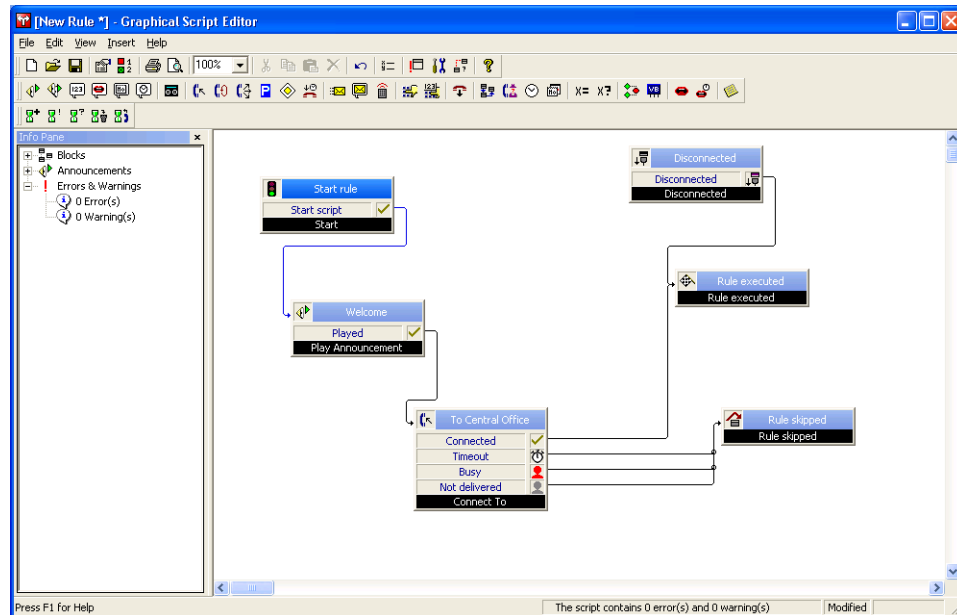 [New Rule *] - Graphical Script Editor
File Edit View Insert Help
100%
Info Pane
Blocks
Announcements
Errors & Warnings
0 Error(s)
0 Warning(s)
Start rule
Start script
Start
Disconnected
Disconnected
Disconnected
Rule executed
Rule executed
Welcome
Played
Play Announcement
To Central Office
Connected
Timeout
Busy
Not delivered
Connect To
Rule skipped
Rule skipped
Press F1 for Help
The script contains 0 error(s) and 0 warning(s)
Modified